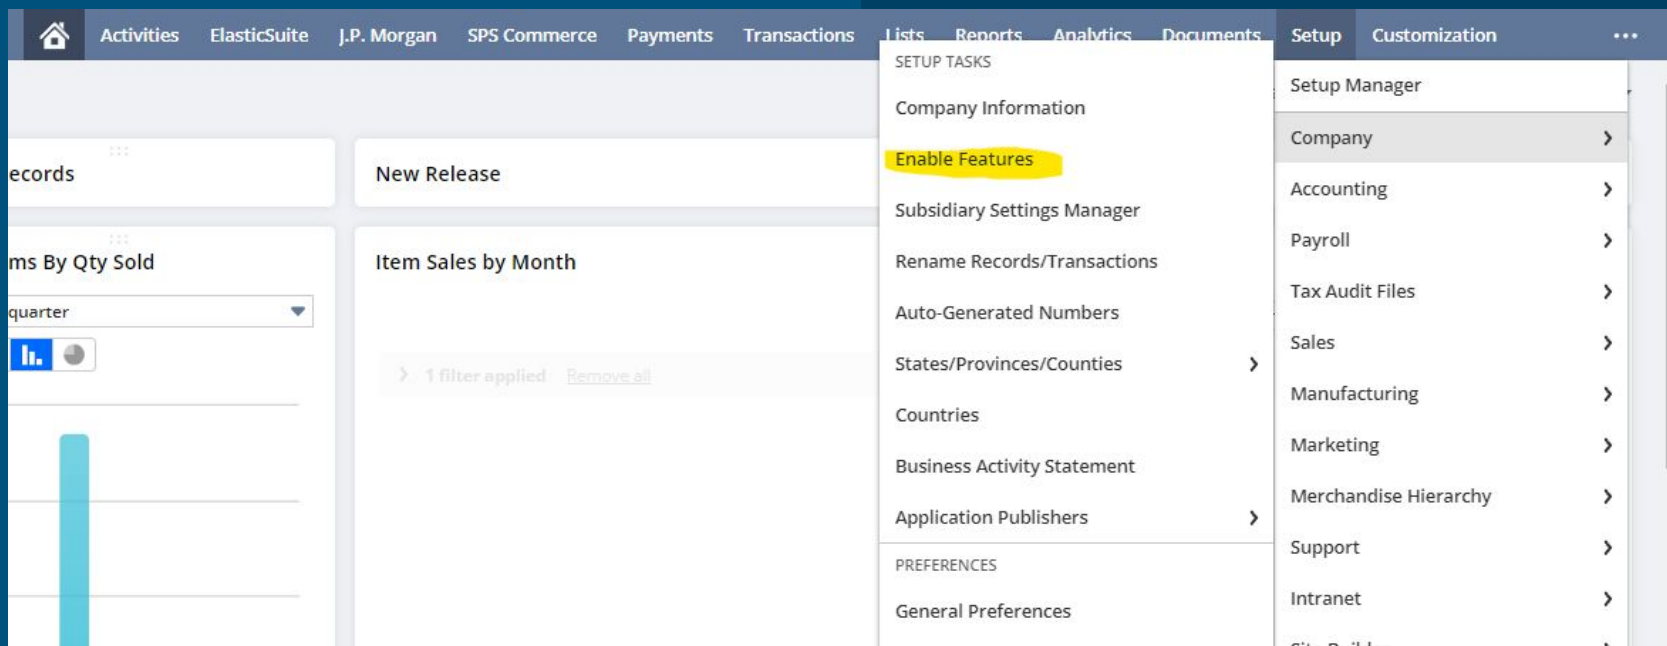 Activities ElasticSuite J.P. Morgan SPS Commerce Payments Transactions Lists Reports Analytics Documents Setup Customization
ecords
New Release
ms By Qty Sold
quarter
Item Sales by Month
1 filter applied Remove all
SETUP TASKS
Company Information
Enable Features
Subsidiary Settings Manager
Rename Records/Transactions
Auto-Generated Numbers
States/Provinces/Counties
Countries
Business Activity Statement
Application Publishers
PREFERENCES
General Preferences
Setup Manager
Company
Accounting
Payroll
Tax Audit Files
Sales
Manufacturing
Marketing
Merchandise Hierarchy
Support
Intranet